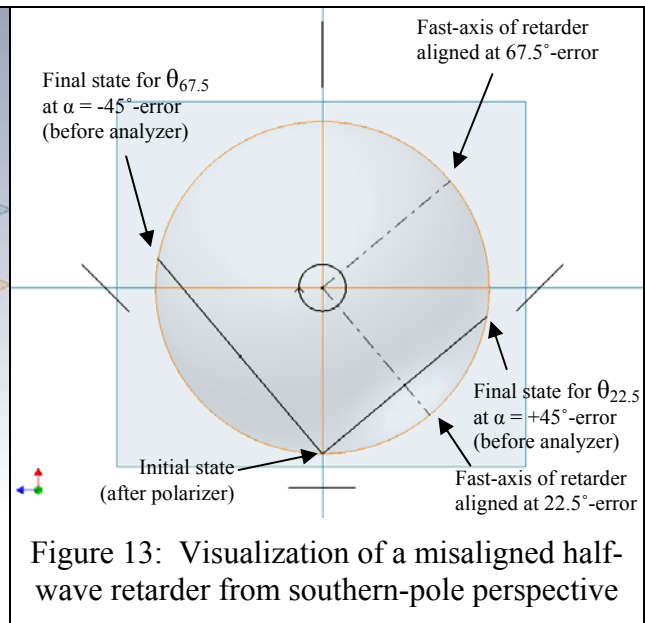 Fast-axis of retarder
aligned at 67.5˚-error
Final state for θ67.5
at α = -45˚-error
(before analyzer)
Final state for θ22.5
at α = +45˚-error
(before analyzer)
Initial state
(after polarizer)
Fast-axis of retarder
aligned at 22.5˚-error
Figure 13: Visualization of a misaligned half-
wave retarder from southern-pole perspective